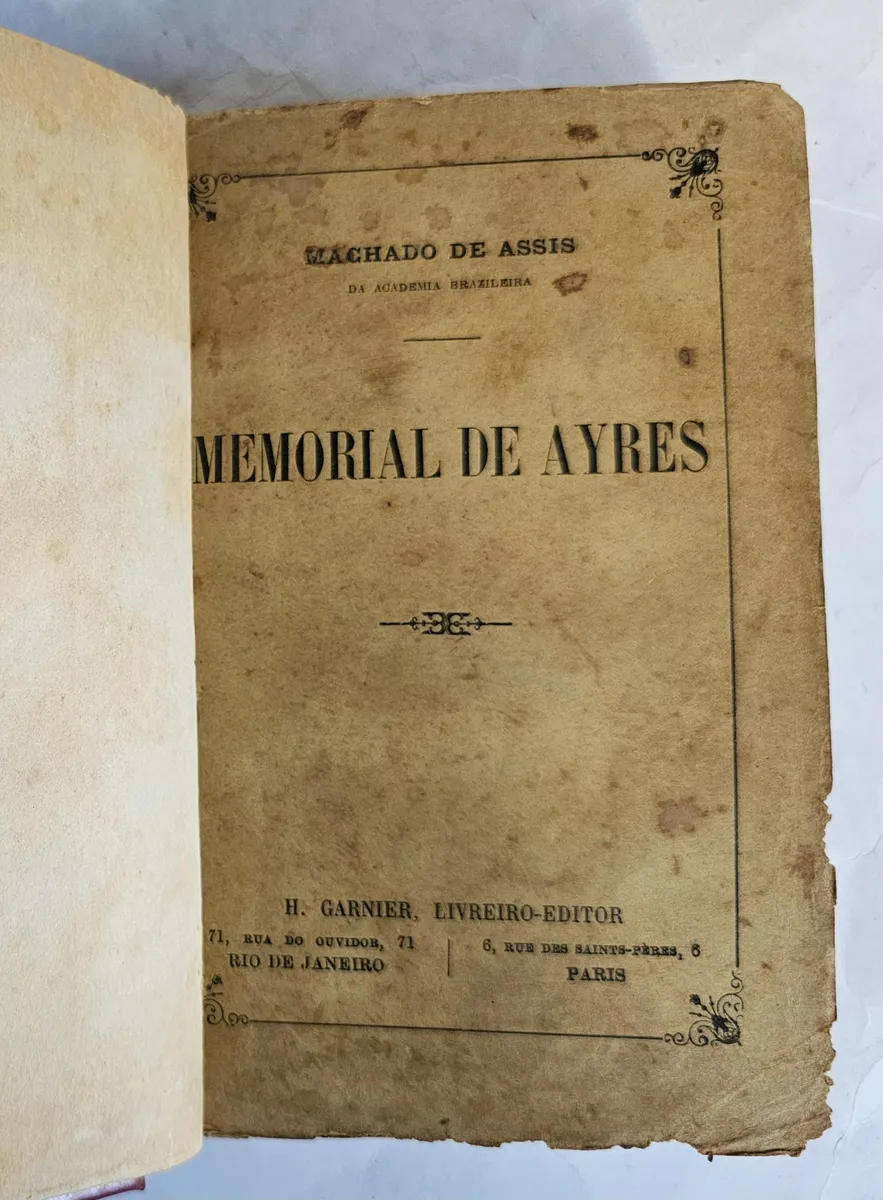 MACHADO DE ASSIS
DA ACADEMIA BRAZILEIRA
MEMORIAL DE AYRES
H. GARNIER, LIVREIRO-EDITOR
71, RUA DO OUVIDOR, 71
RIO DE JANEIRO
6, RUE DES SAINTS-PÈRES, 6
PARIS